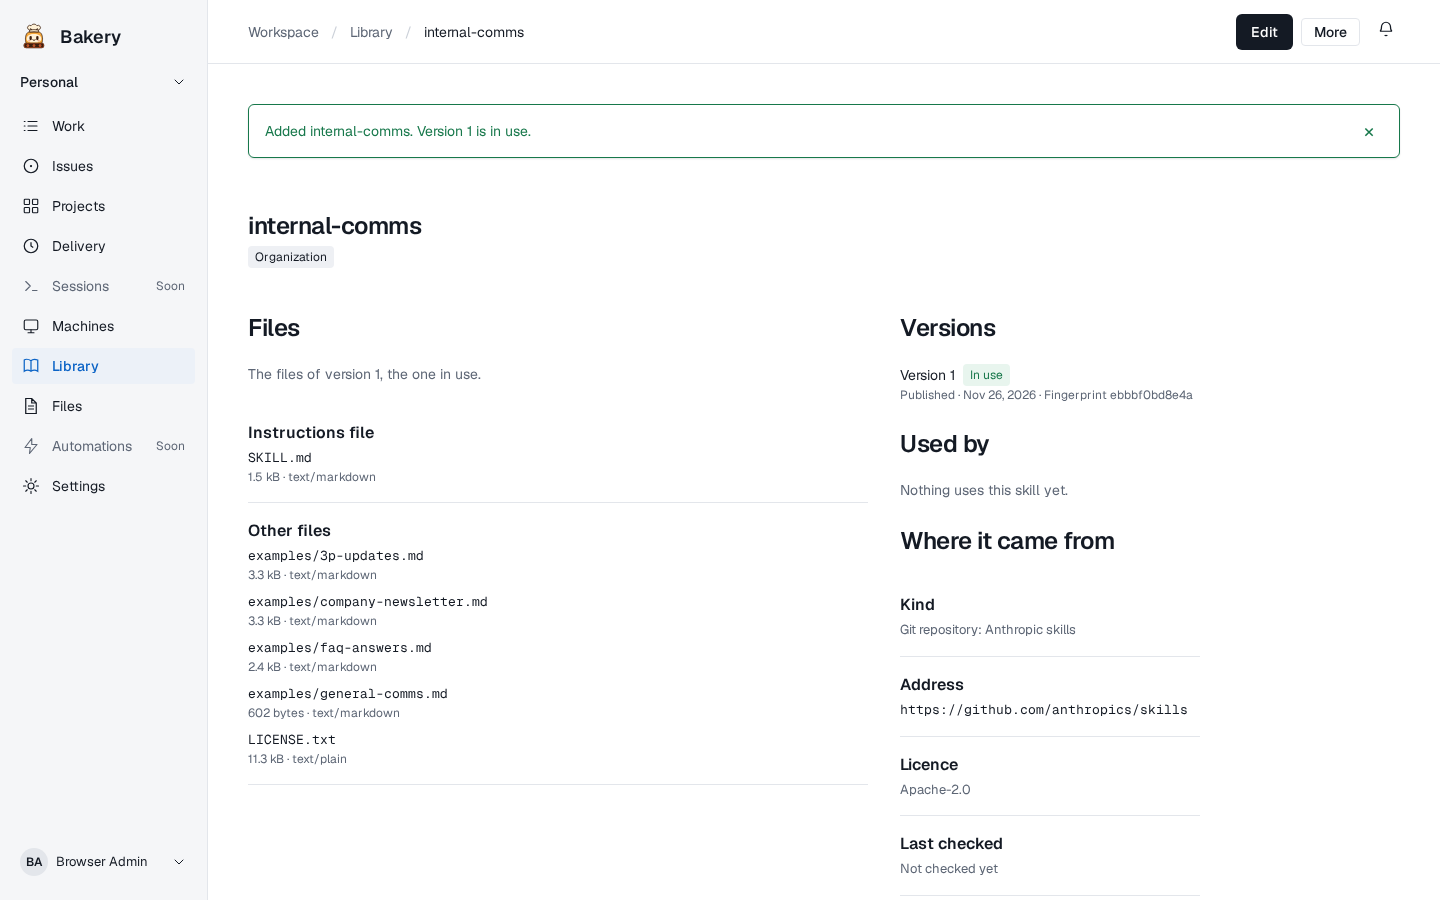 Bakery
Personal
Work
Issues
Projects
Delivery
Sessions Soon
Machines
Library
Files
Automations Soon
Settings
BA Browser Admin
Workspace / Library / internal-comms
Edit
More
Added internal-comms. Version 1 is in use.
internal-comms
Organization
Files
The files of version 1, the one in use.
Instructions file
SKILL.md
1.5 kB · text/markdown
Other files
examples/3p-updates.md
3.3 kB · text/markdown
examples/company-newsletter.md
3.3 kB · text/markdown
examples/faq-answers.md
2.4 kB · text/markdown
examples/general-comms.md
602 bytes · text/markdown
LICENSE.txt
11.3 kB · text/plain
Versions
Version 1 In use
Published · Nov 26, 2026 · Fingerprint ebbbf0bd8e4a
Used by
Nothing uses this skill yet.
Where it came from
Kind
Git repository: Anthropic skills
Address
https://github.com/anthropics/skills
Licence
Apache-2.0
Last checked
Not checked yet